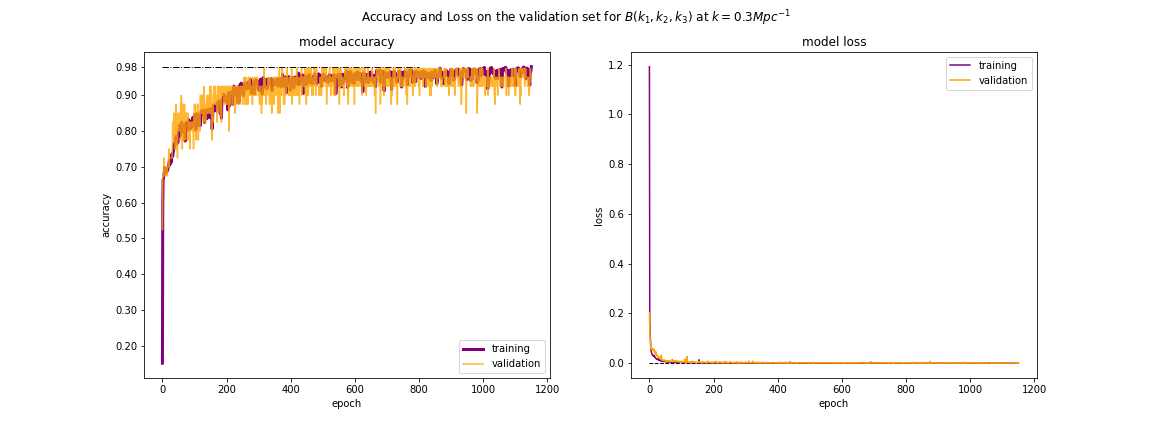 Accuracy and Loss on the validation set for B(k₁, k₂, k₃) at k = 0.3Mpc⁻¹
model accuracy
0.98
0.90
0.80
0.70
0.60
0.50
0.40
0.30
0.20
accuracy
0
200
400
600
800
1000
1200
epoch
training
validation
model loss
1.2
1.0
0.8
0.6
0.4
0.2
0.0
loss
0
200
400
600
800
1000
1200
epoch
training
validation